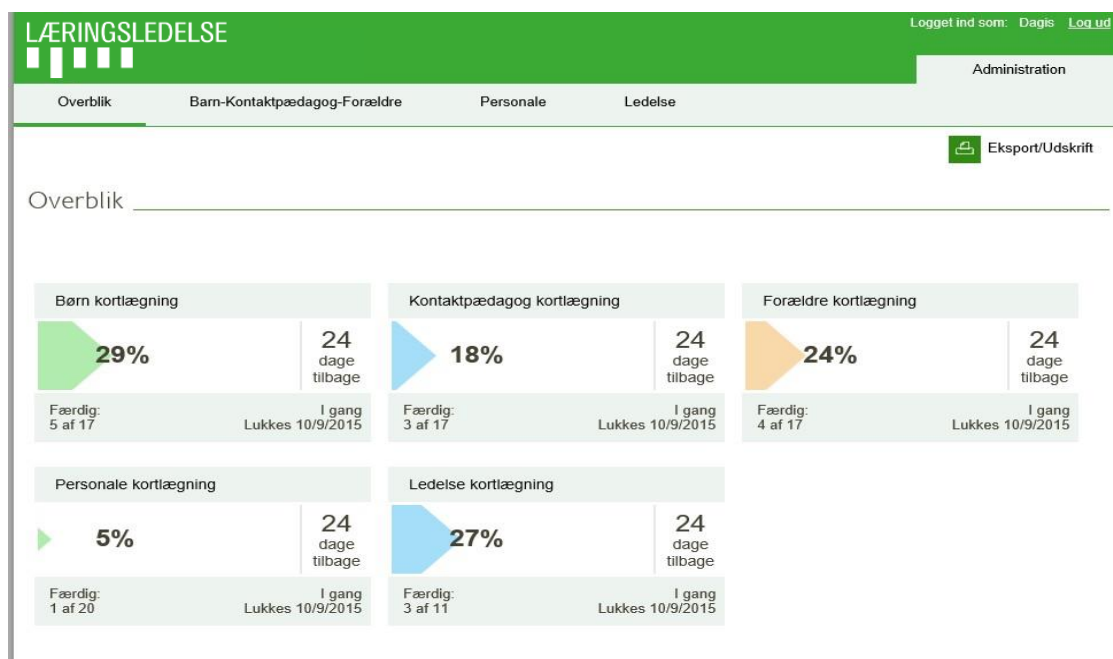 LÆRINGSLEDELSE
Logget ind som: Dagis Log ud
Administration
Overblik Barn-Kontaktpædagog-Forældre Personale Ledelse
Eksport/Udskrift
Overblik
Børn kortlægning
29%
24
dage
tilbage
Færdig:
5 af 17
I gang
Lukkes 10/9/2015
Kontaktpædagog kortlægning
18%
24
dage
tilbage
Færdig:
3 af 17
I gang
Lukkes 10/9/2015
Forældre kortlægning
24%
24
dage
tilbage
Færdig:
4 af 17
I gang
Lukkes 10/9/2015
Personale kortlægning
5%
24
dage
tilbage
Færdig:
1 af 20
I gang
Lukkes 10/9/2015
Ledelse kortlægning
27%
24
dage
tilbage
Færdig:
3 af 11
I gang
Lukkes 10/9/2015